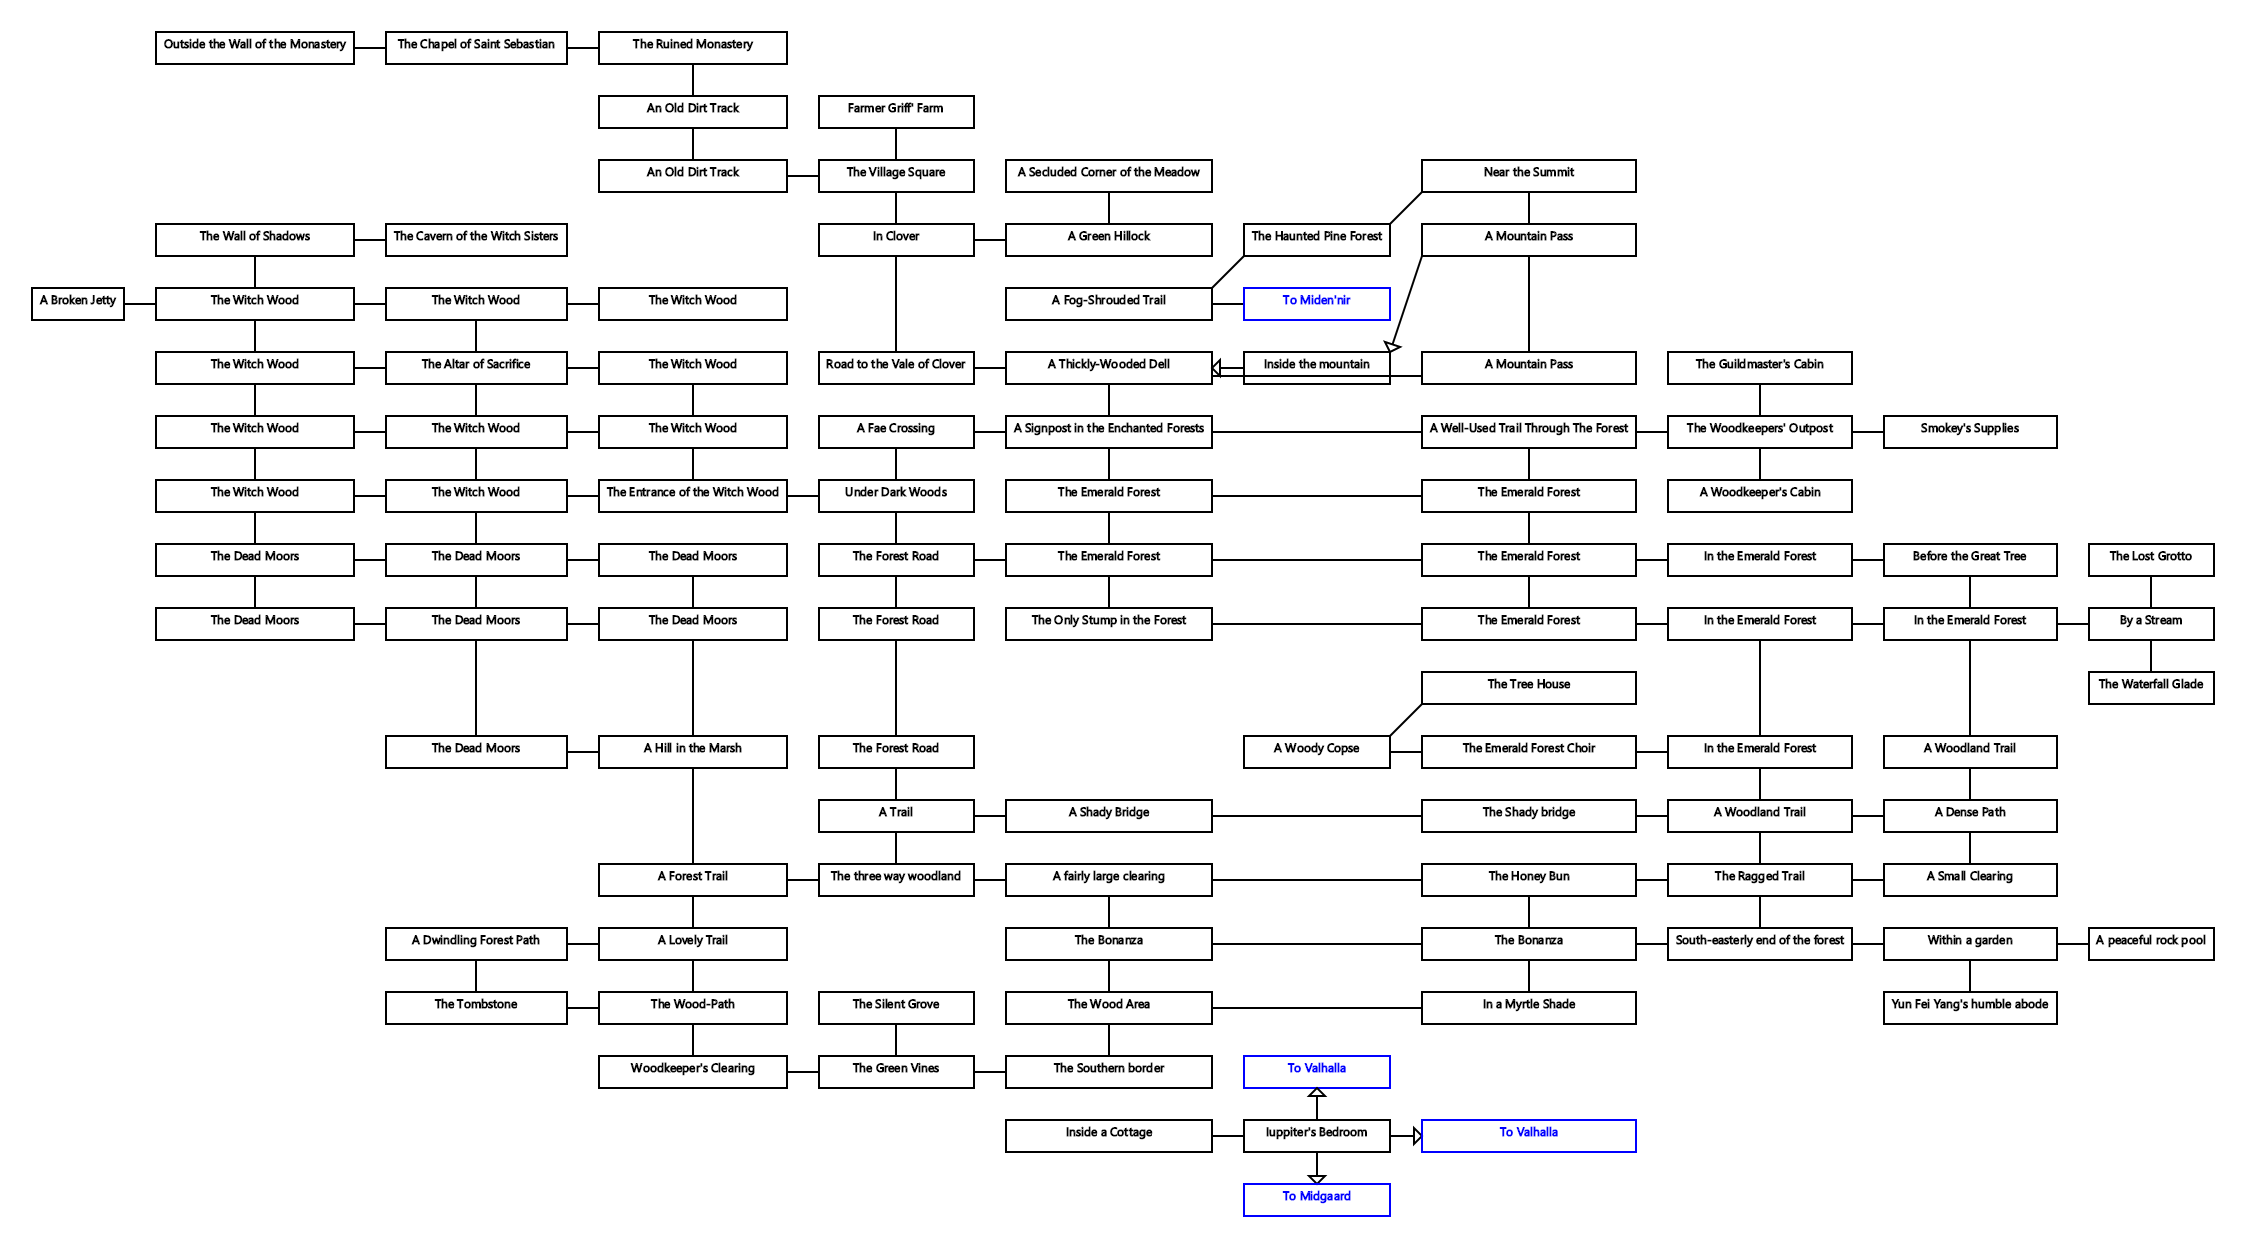 Outside the Wall of the Monastery
The Chapel of Saint Sebastian
The Ruined Monastery
An Old Dirt Track
Farmer Griff' Farm
An Old Dirt Track
The Village Square
A Secluded Corner of the Meadow
Near the Summit
The Wall of Shadows
The Cavern of the Witch Sisters
In Clover
A Green Hillock
The Haunted Pine Forest
A Mountain Pass
A Broken Jetty
The Witch Wood
The Witch Wood
The Witch Wood
A Fog-Shrouded Trail
To Miden'nir
The Witch Wood
The Altar of Sacrifice
The Witch Wood
Road to the Vale of Clover
A Thickly-Wooded Dell
Inside the mountain
A Mountain Pass
The Guildmaster's Cabin
The Witch Wood
The Witch Wood
The Witch Wood
A Fae Crossing
A Signpost in the Enchanted Forests
A Well-Used Trail Through The Forest
The Woodkeepers' Outpost
Smokey's Supplies
The Witch Wood
The Witch Wood
The Entrance of the Witch Wood
Under Dark Woods
The Emerald Forest
The Emerald Forest
A Woodkeeper's Cabin
The Dead Moors
The Dead Moors
The Dead Moors
The Forest Road
The Emerald Forest
The Emerald Forest
In the Emerald Forest
Before the Great Tree
The Lost Grotto
The Dead Moors
The Dead Moors
The Dead Moors
The Forest Road
The Only Stump in the Forest
The Emerald Forest
In the Emerald Forest
In the Emerald Forest
By a Stream
The Tree House
The Waterfall Glade
The Dead Moors
A Hill in the Marsh
The Forest Road
A Woody Copse
The Emerald Forest Choir
In the Emerald Forest
A Woodland Trail
A Trail
A Shady Bridge
The Shady bridge
A Woodland Trail
A Dense Path
A Forest Trail
The three way woodland
A fairly large clearing
The Honey Bun
The Ragged Trail
A Small Clearing
A Dwindling Forest Path
A Lovely Trail
The Bonanza
The Bonanza
South-easterly end of the forest
Within a garden
A peaceful rock pool
The Tombstone
The Wood-Path
The Silent Grove
The Wood Area
In a Myrtle Shade
Yun Fei Yang's humble abode
Woodkeeper's Clearing
The Green Vines
The Southern border
To Valhalla
Inside a Cottage
Iuppiter's Bedroom
To Valhalla
To Midgaard